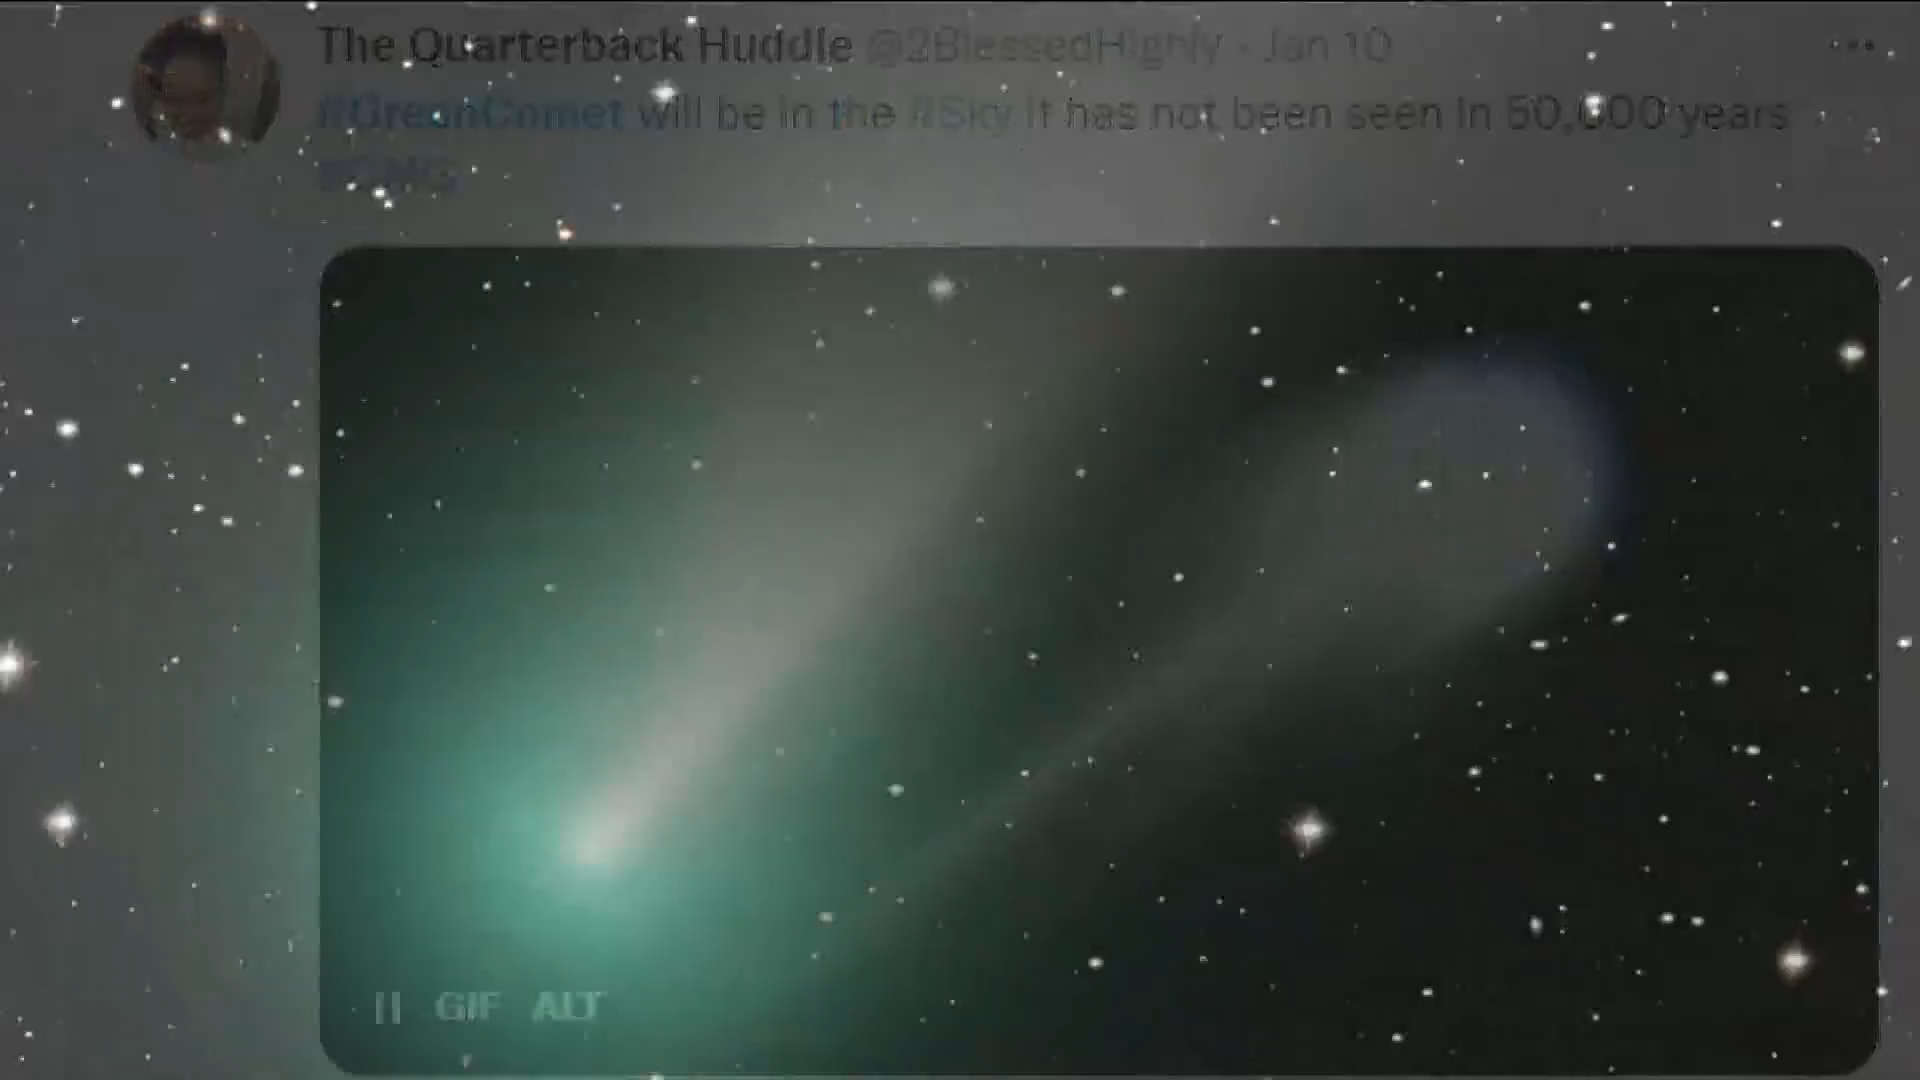 The Quarterback Huddle @2BlessedHighly · Jan 10
#GreenComet will be in the #Sky it has not been seen in 50,000 years
GIF ALT